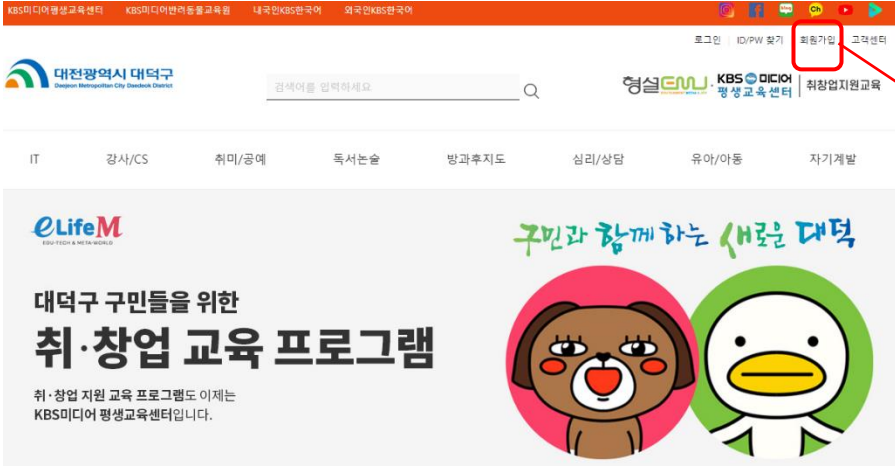 KBS미디어평생교육센터 KBS미디어반려동물교육원 내국인KBS한국어 외국인KBS한국어
blog Ch
로그인 ID/PW 찾기 회원가입 고객센터
대전광역시 대덕구
Daejeon Metropolitan City Daedeok District
검색어를 입력하세요
형설EMJ · KBS 미디어 평생교육센터 취창업지원교육
IT 강사/CS 취미/공예 독서논술 방과후지도 심리/상담 유아/아동 자기계발
eLifeM
EDU-TECH & META-WORLD
구민과 함께 하는 새로운 대덕
대덕구 구민들을 위한
취·창업 교육 프로그램
취·창업 지원 교육 프로그램도 이제는
KBS미디어 평생교육센터입니다.